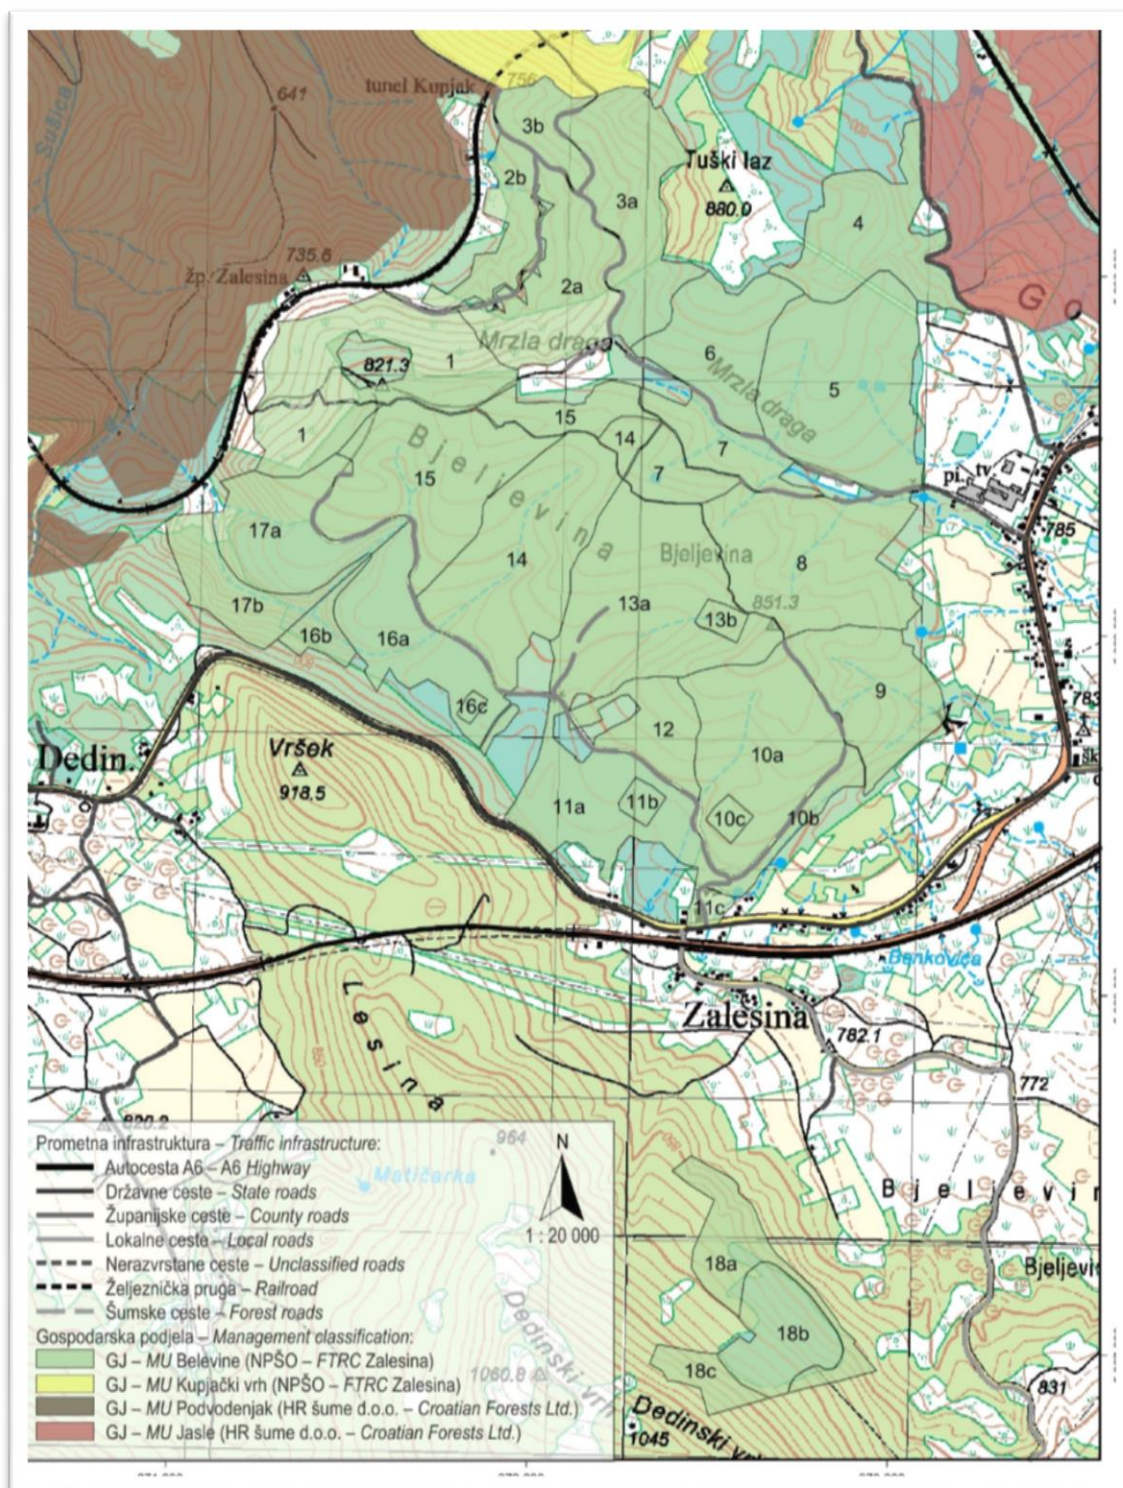 tunel Kupjak
756
641
Sušica
3b
2b
Tuški laz
3a
880.0
4
735.6
žp. Zalesina
2a
G o
Mrzla draga
821.3
1
6
Mrzla draga
5
15
1
14
7
Bjeljevina
15
7
pi. tv
785
17a
14
Bjeljevina
8
13a
851.3
13b
17b
16b
16a
9
783
16c
12
Dedin.
Vršek
918.5
10a
11a
11b
10c
10b
11c
Bankovica
Lesina
Zalesina
782.1
772
820.2
Prometna infrastruktura – Traffic infrastructure:
Autocesta A6 – A6 Highway
Državne ceste – State roads
Županijske ceste – County roads
Lokalne ceste – Local roads
Nerazvrstane ceste – Unclassified roads
Željeznička pruga – Railroad
Šumske ceste – Forest roads
Gospodarska podjela – Management classification:
GJ – MU Belevine (NPŠO – FTRC Zalesina)
GJ – MU Kupjački vrh (NPŠO – FTRC Zalesina)
GJ – MU Podvodenjak (HR šume d.o.o. – Croatian Forests Ltd.)
GJ – MU Jasle (HR šume d.o.o. – Croatian Forests Ltd.)
964
N
Matičarka
1 : 20 000
Dedinski vrh
1060.8
Bjeljevi
18a
Bjeljevi
18b
18c
831
Dedinski vrh
1045